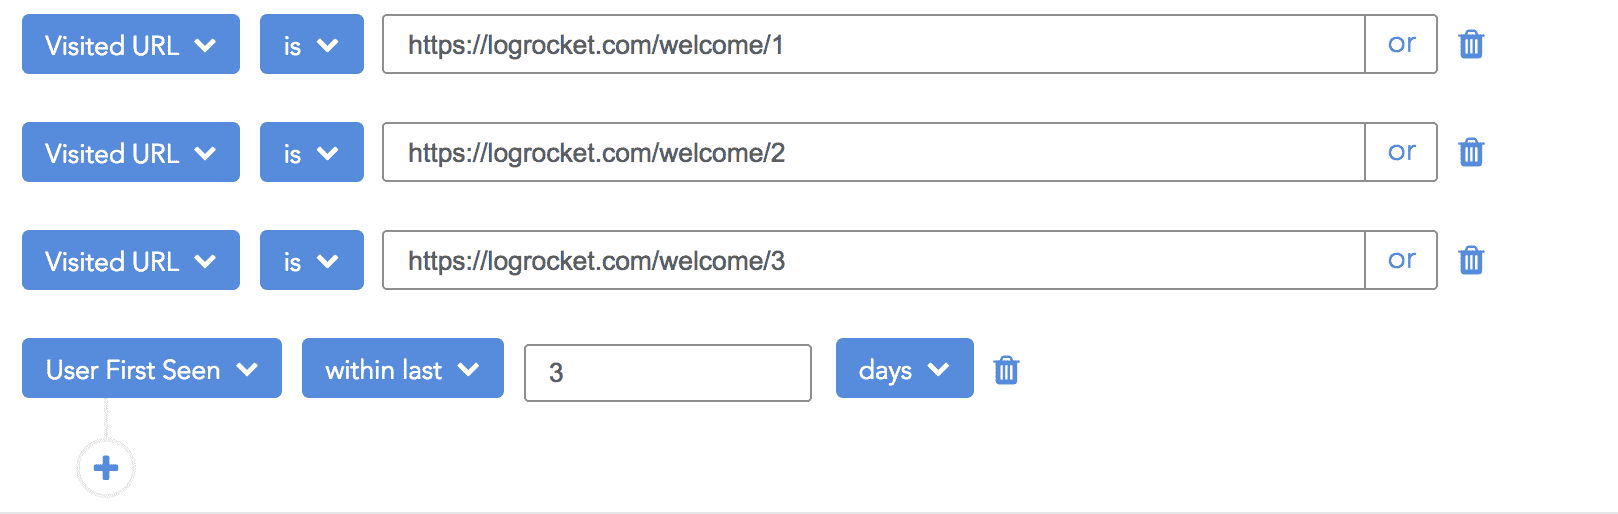 Visited URL is https://logrocket.com/welcome/1 or
Visited URL is https://logrocket.com/welcome/2 or
Visited URL is https://logrocket.com/welcome/3 or
User First Seen within last 3 days